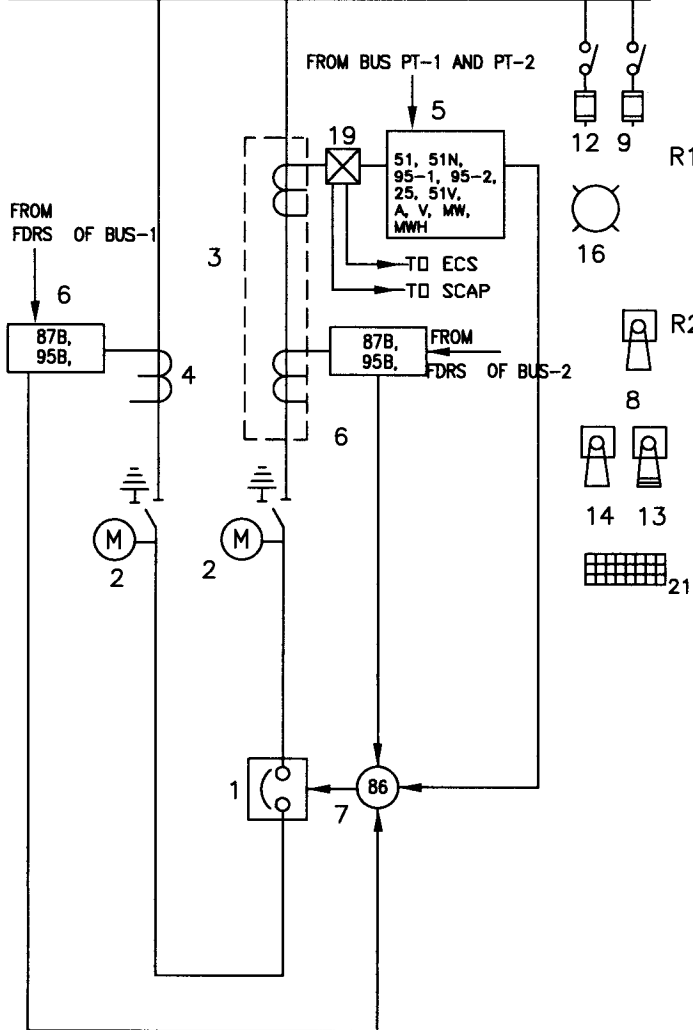 FROM BUS PT-1 AND PT-2
5
19
12 9
R1
51, 51N,
95-1, 95-2,
25, 51V,
A, V, MW,
MWH
16
FROM
FDRS OF BUS-1
3
TO ECS
TO SCAP
6
87B,
95B,
4
87B,
95B,
FROM
FDRS OF BUS-2
R2
8
6
14 13
M
2
M
2
21
1
86
7